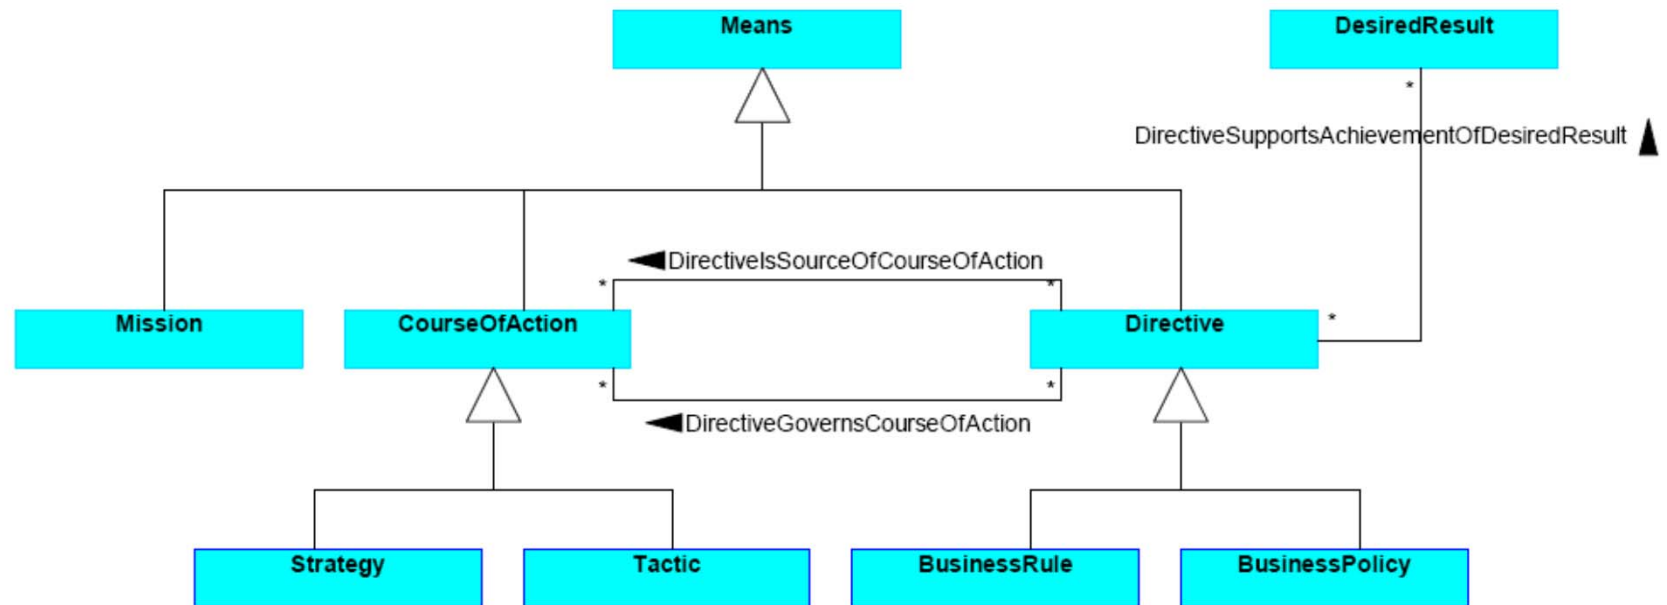 Means
DesiredResult
*
DirectiveSupportsAchievementOfDesiredResult
DirectiveIsSourceOfCourseOfAction
*
*
Mission
CourseOfAction
Directive
*
*
*
DirectiveGovernsCourseOfAction
Strategy
Tactic
BusinessRule
BusinessPolicy